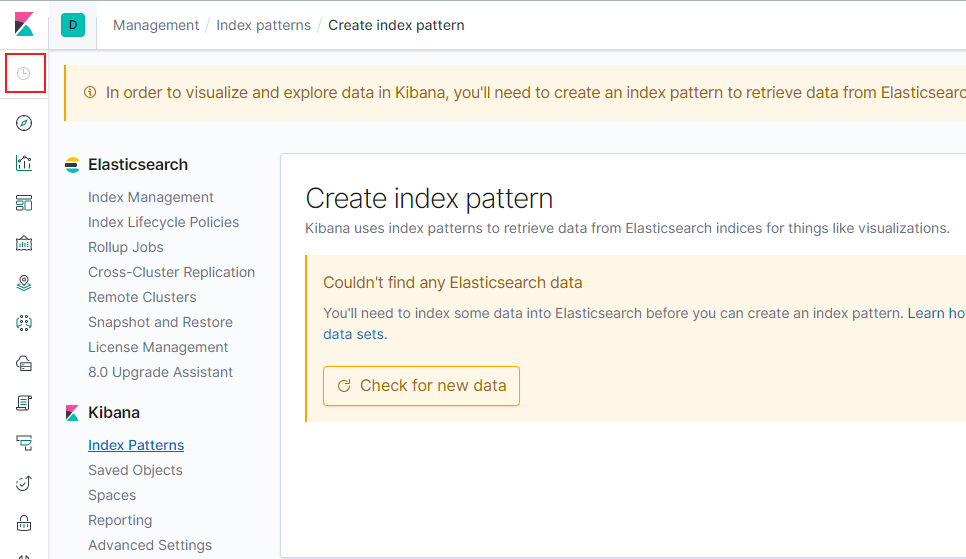 D Management / Index patterns / Create index pattern
In order to visualize and explore data in Kibana, you'll need to create an index pattern to retrieve data from Elasticsearc
Elasticsearch
Index Management
Index Lifecycle Policies
Rollup Jobs
Cross-Cluster Replication
Remote Clusters
Snapshot and Restore
License Management
8.0 Upgrade Assistant
Kibana
Index Patterns
Saved Objects
Spaces
Reporting
Advanced Settings
Create index pattern
Kibana uses index patterns to retrieve data from Elasticsearch indices for things like visualizations.
Couldn't find any Elasticsearch data
You'll need to index some data into Elasticsearch before you can create an index pattern. Learn ho
data sets.
Check for new data